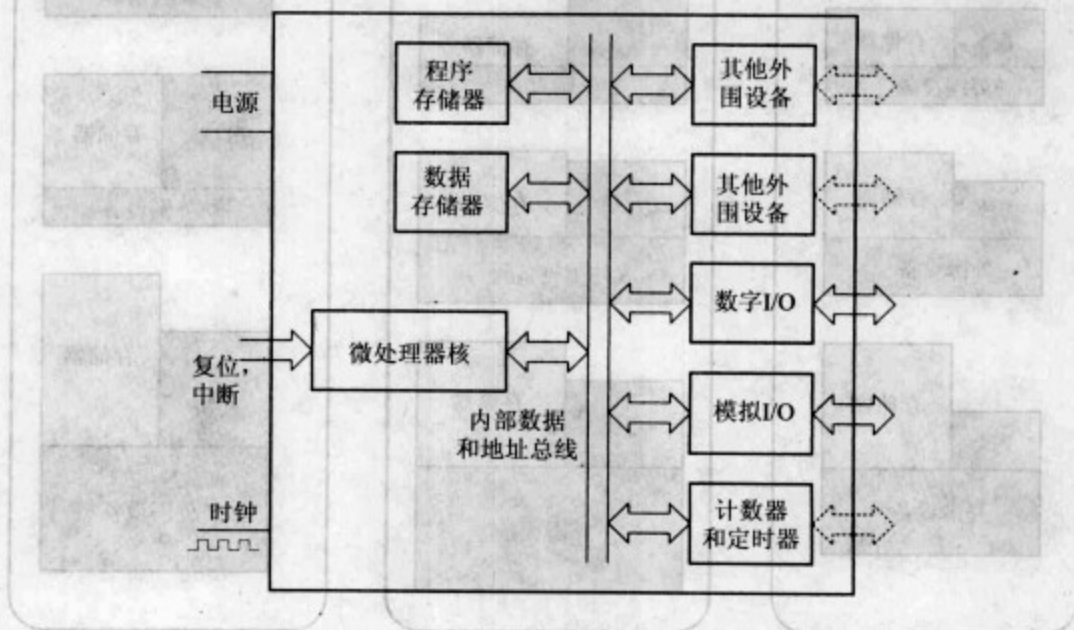 程序
存储器
其他外
围设备
电源
数据
存储器
其他外
围设备
数字I/O
微处理器核
复位,
中断
内部数据
和地址总线
模拟I/O
时钟
计数器
和定时器